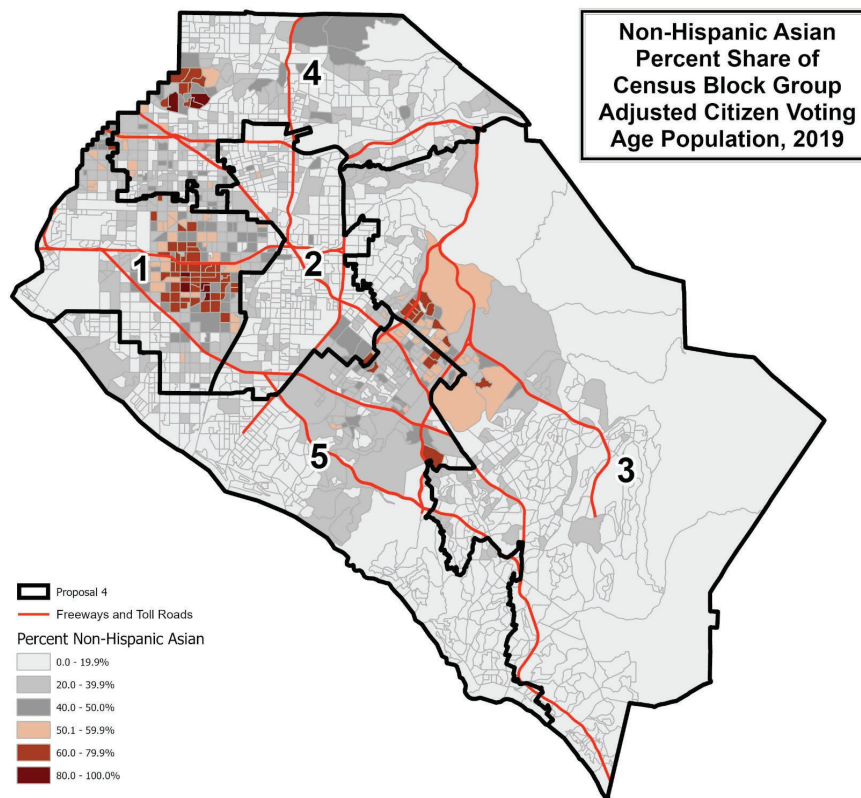 Non-Hispanic Asian
Percent Share of
Census Block Group
Adjusted Citizen Voting
Age Population, 2019
4
1
2
5
3
Proposal 4
Freeways and Toll Roads
Percent Non-Hispanic Asian
0.0 - 19.9%
20.0 - 39.9%
40.0 - 50.0%
50.1 - 59.9%
60.0 - 79.9%
80.0 - 100.0%